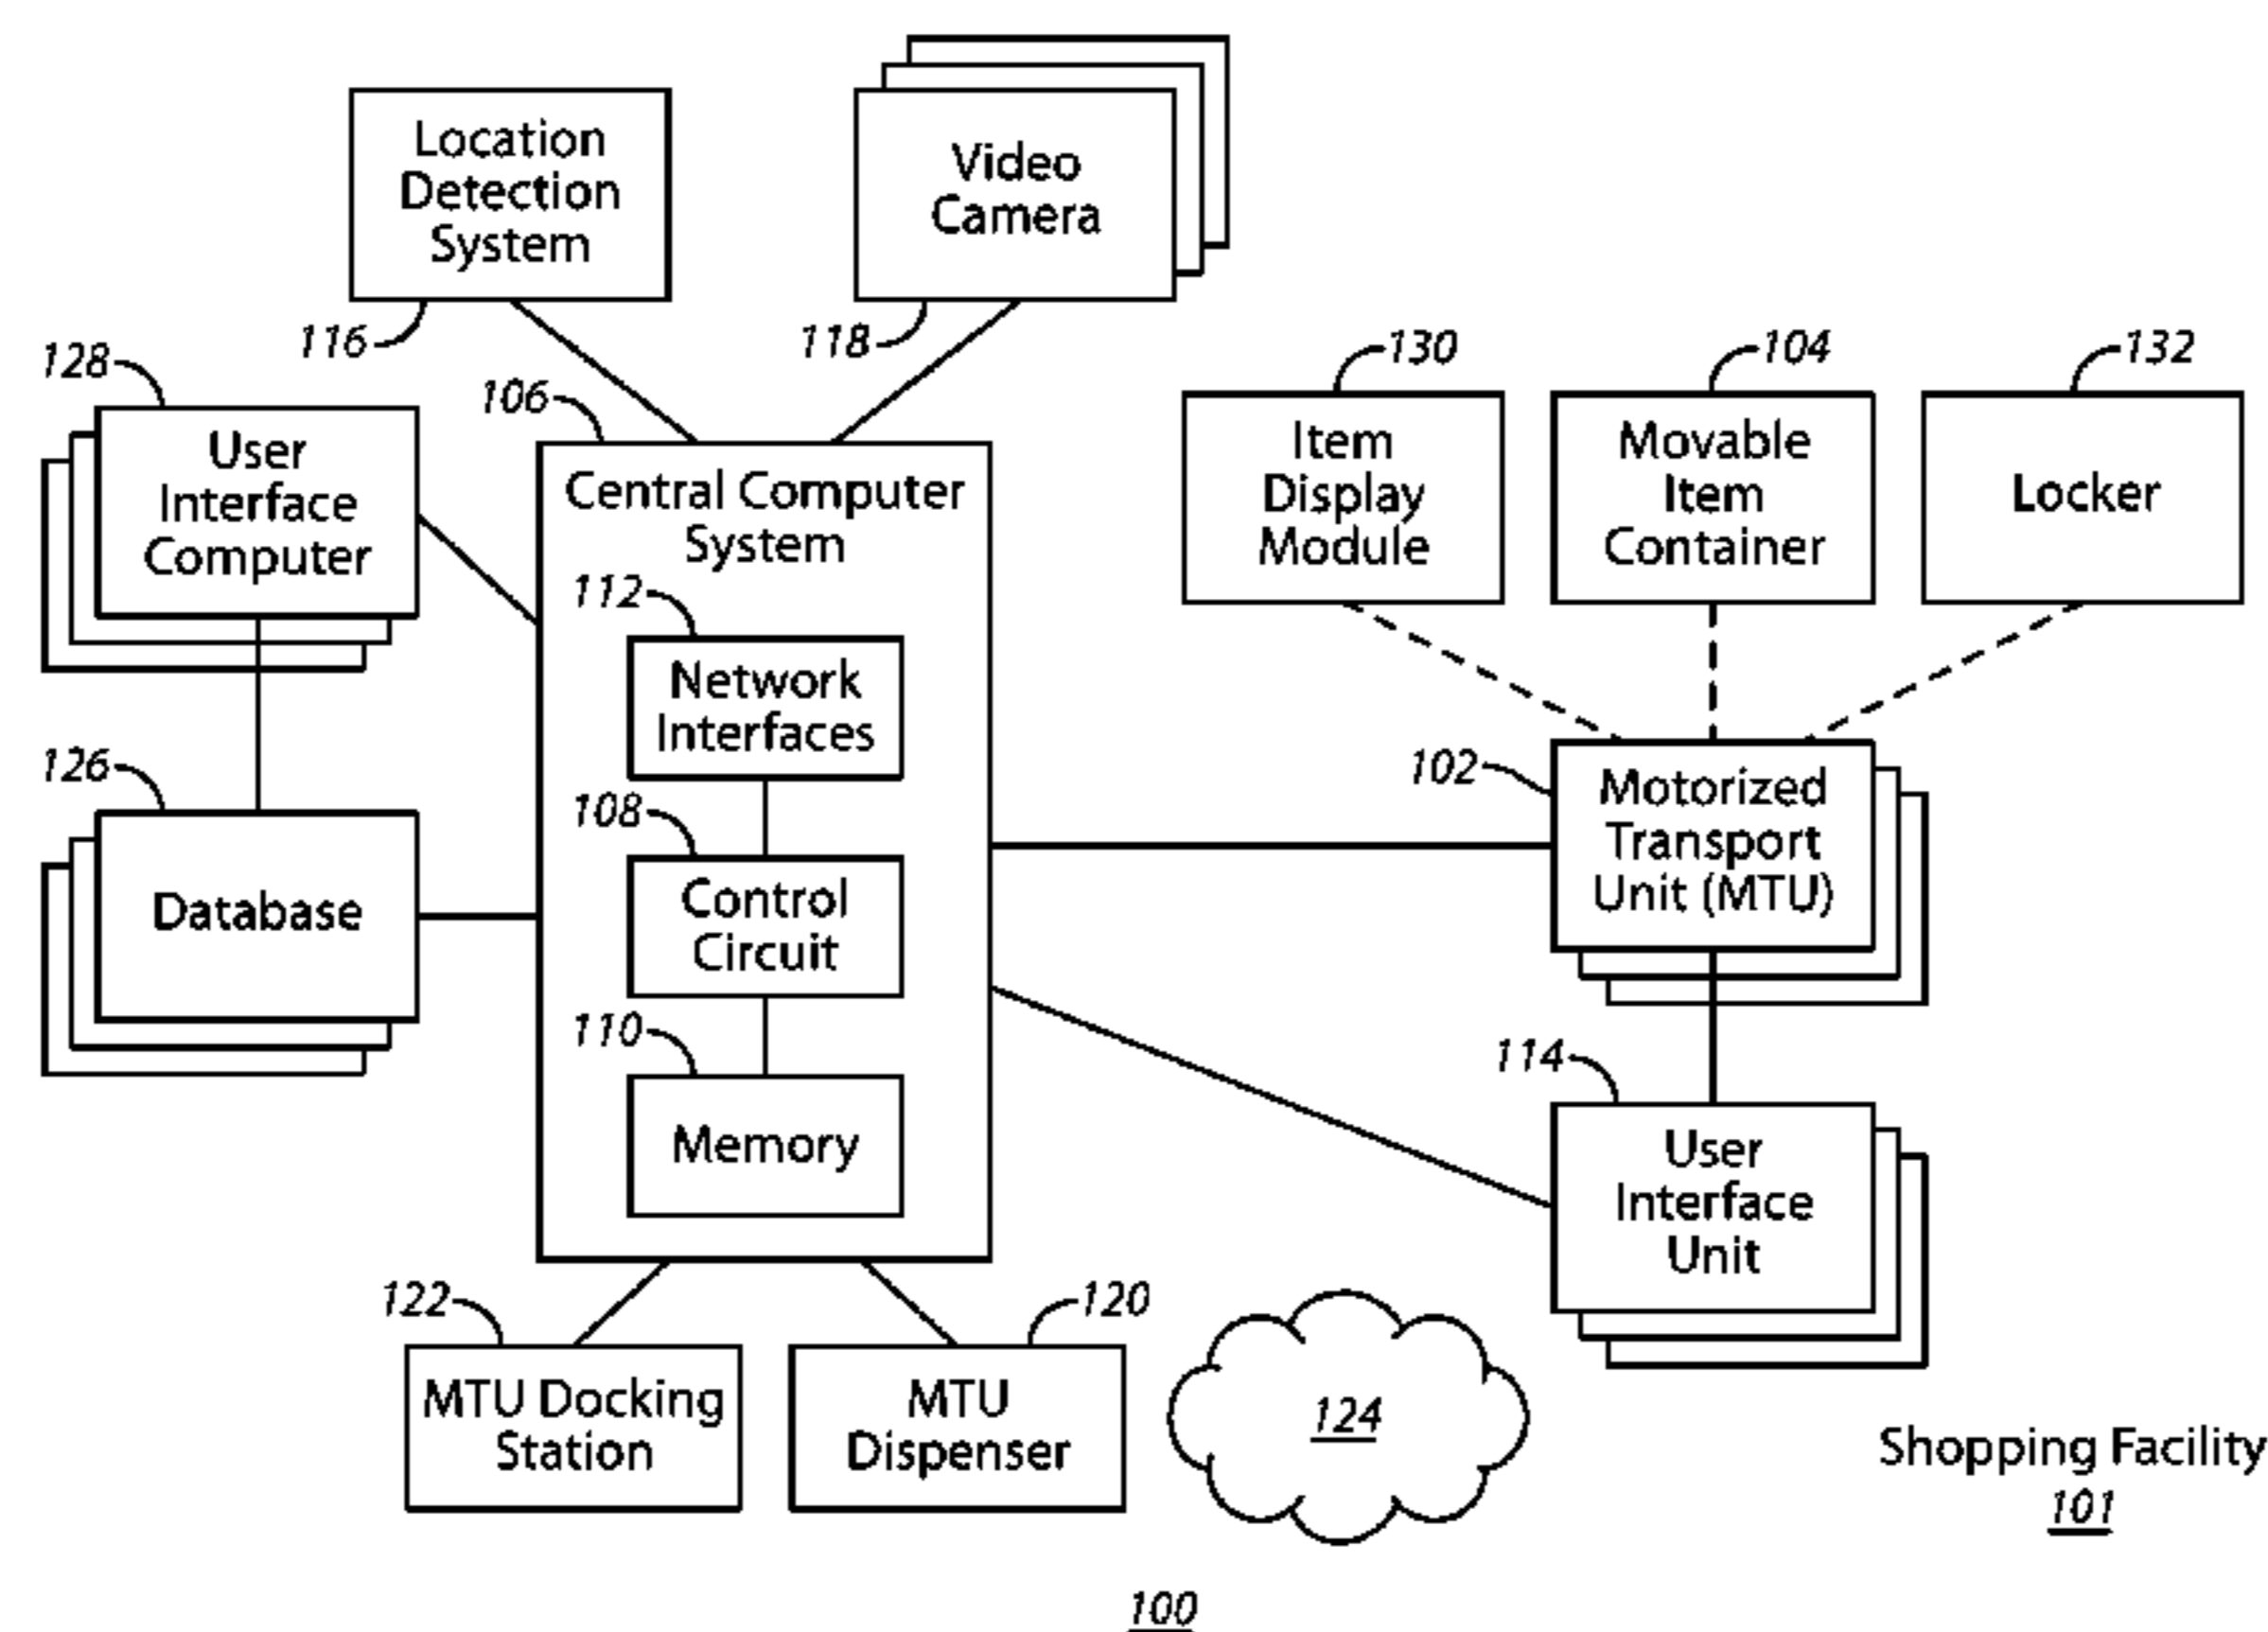 Location
Detection
System
116
Video
Camera
118
128
User
Interface
Computer
106
Central Computer
System
112
Network
Interfaces
108
Control
Circuit
110
Memory
126
Database
130
Item
Display
Module
104
Movable
Item
Container
132
Locker
102
Motorized
Transport
Unit (MTU)
114
User
Interface
Unit
122
MTU Docking
Station
120
MTU
Dispenser
124
Shopping Facility
101
100